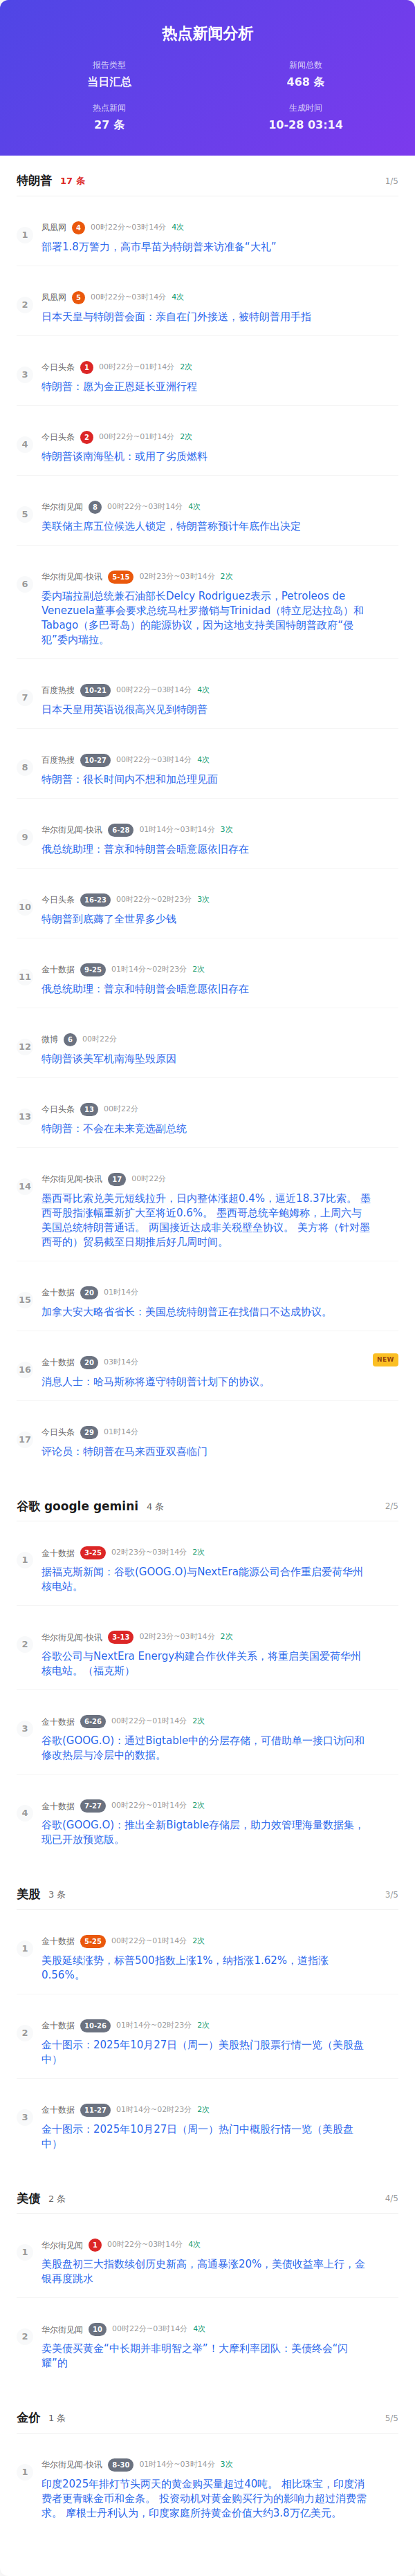 热点新闻分析
报告类型 新闻总数
当日汇总 468 条
热点新闻 生成时间
27 条 10-28 03:14
特朗普 17 条 1/5
1 凤凰网 4 00时22分~03时14分 4次
部署1.8万警力，高市早苗为特朗普来访准备“大礼”
2 凤凰网 5 00时22分~03时14分 4次
日本天皇与特朗普会面：亲自在门外接送，被特朗普用手指
3 今日头条 1 00时22分~01时14分 2次
特朗普：愿为金正恩延长亚洲行程
4 今日头条 2 00时22分~01时14分 2次
特朗普谈南海坠机：或用了劣质燃料
5 华尔街见闻 8 00时22分~03时14分 4次
美联储主席五位候选人锁定，特朗普称预计年底作出决定
6 华尔街见闻-快讯 5-15 02时23分~03时14分 2次
委内瑞拉副总统兼石油部长Delcy Rodriguez表示，Petroleos de
Venezuela董事会要求总统马杜罗撤销与Trinidad（特立尼达拉岛）和
Tabago（多巴哥岛）的能源协议，因为这地支持美国特朗普政府“侵
犯”委内瑞拉。
7 百度热搜 10-21 00时22分~03时14分 4次
日本天皇用英语说很高兴见到特朗普
8 百度热搜 10-27 00时22分~03时14分 4次
特朗普：很长时间内不想和加总理见面
9 华尔街见闻-快讯 6-28 01时14分~03时14分 3次
俄总统助理：普京和特朗普会晤意愿依旧存在
10 今日头条 16-23 00时22分~02时23分 3次
特朗普到底薅了全世界多少钱
11 金十数据 9-25 01时14分~02时23分 2次
俄总统助理：普京和特朗普会晤意愿依旧存在
12 微博 6 00时22分
特朗普谈美军机南海坠毁原因
13 今日头条 13 00时22分
特朗普：不会在未来竞选副总统
14 华尔街见闻-快讯 17 00时22分
墨西哥比索兑美元短线拉升，日内整体涨超0.4%，逼近18.37比索。 墨
西哥股指涨幅重新扩大至将近0.6%。 墨西哥总统辛鲍姆称，上周六与
美国总统特朗普通话。 两国接近达成非关税壁垒协议。 美方将（针对墨
西哥的）贸易截至日期推后好几周时间。
15 金十数据 20 01时14分
加拿大安大略省省长：美国总统特朗普正在找借口不达成协议。
16 金十数据 20 03时14分 NEW
消息人士：哈马斯称将遵守特朗普计划下的协议。
17 今日头条 29 01时14分
评论员：特朗普在马来西亚双喜临门
谷歌 google gemini 4 条 2/5
1 金十数据 3-25 02时23分~03时14分 2次
据福克斯新闻：谷歌(GOOG.O)与NextEra能源公司合作重启爱荷华州
核电站。
2 华尔街见闻-快讯 3-13 02时23分~03时14分 2次
谷歌公司与NextEra Energy构建合作伙伴关系，将重启美国爱荷华州
核电站。（福克斯）
3 金十数据 6-26 00时22分~01时14分 2次
谷歌(GOOG.O)：通过Bigtable中的分层存储，可借助单一接口访问和
修改热层与冷层中的数据。
4 金十数据 7-27 00时22分~01时14分 2次
谷歌(GOOG.O)：推出全新Bigtable存储层，助力效管理海量数据集，
现已开放预览版。
美股 3 条 3/5
1 金十数据 5-25 00时22分~01时14分 2次
美股延续涨势，标普500指数上涨1%，纳指涨1.62%，道指涨
0.56%。
2 金十数据 10-26 01时14分~02时23分 2次
金十图示：2025年10月27日（周一）美股热门股票行情一览（美股盘
中）
3 金十数据 11-27 01时14分~02时23分 2次
金十图示：2025年10月27日（周一）热门中概股行情一览（美股盘
中）
美债 2 条 4/5
1 华尔街见闻 1 00时22分~03时14分 4次
美股盘初三大指数续创历史新高，高通暴涨20%，美债收益率上行，金
银再度跳水
2 华尔街见闻 10 00时22分~03时14分 4次
卖美债买黄金“中长期并非明智之举”！大摩利率团队：美债终会“闪
耀”的
金价 1 条 5/5
1 华尔街见闻-快讯 8-30 01时14分~03时14分 3次
印度2025年排灯节头两天的黄金购买量超过40吨。 相比珠宝，印度消
费者更青睐金币和金条。 投资动机对黄金购买行为的影响力超过消费需
求。 摩根士丹利认为，印度家庭所持黄金价值大约3.8万亿美元。